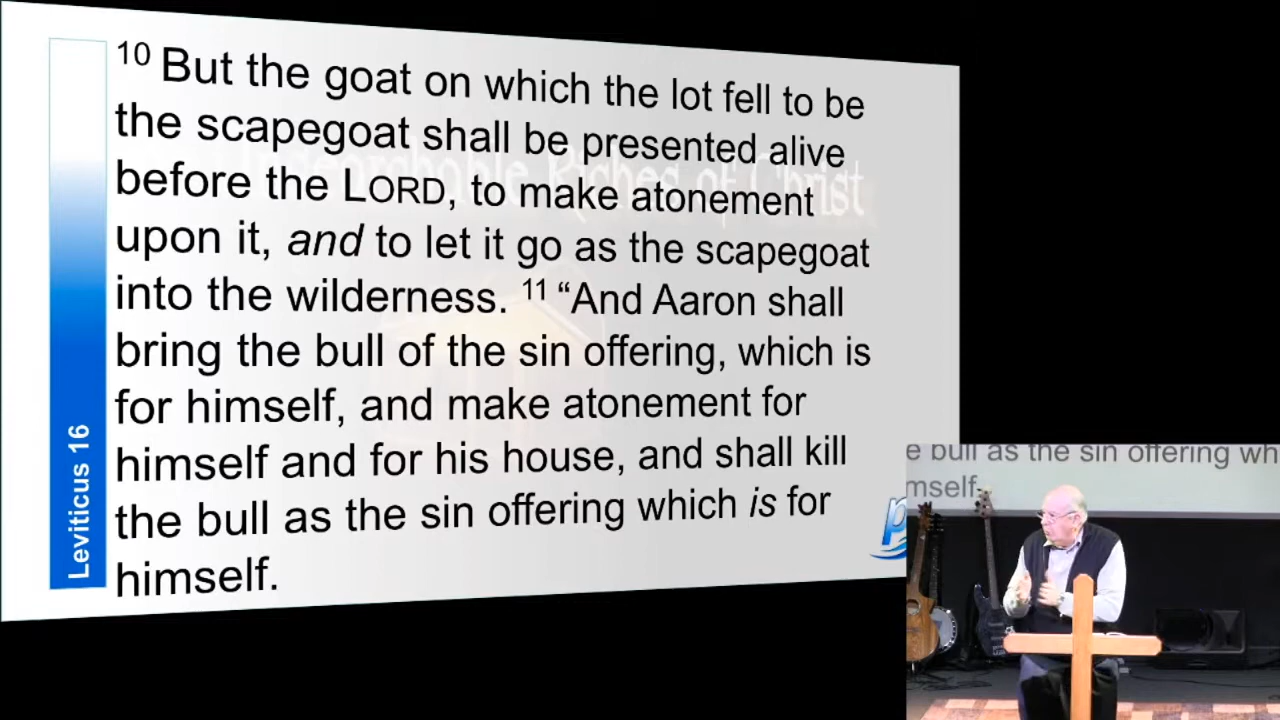 10 But the goat on which the lot fell to be
the scapegoat shall be presented alive
before the LORD, to make atonement
upon it, and to let it go as the scapegoat
into the wilderness. 11 “And Aaron shall
bring the bull of the sin offering, which is
for himself, and make atonement for
himself and for his house, and shall kill
the bull as the sin offering which is for
himself.
Leviticus 16
Riches of Christ
e bull as the sin offering wh
mself.